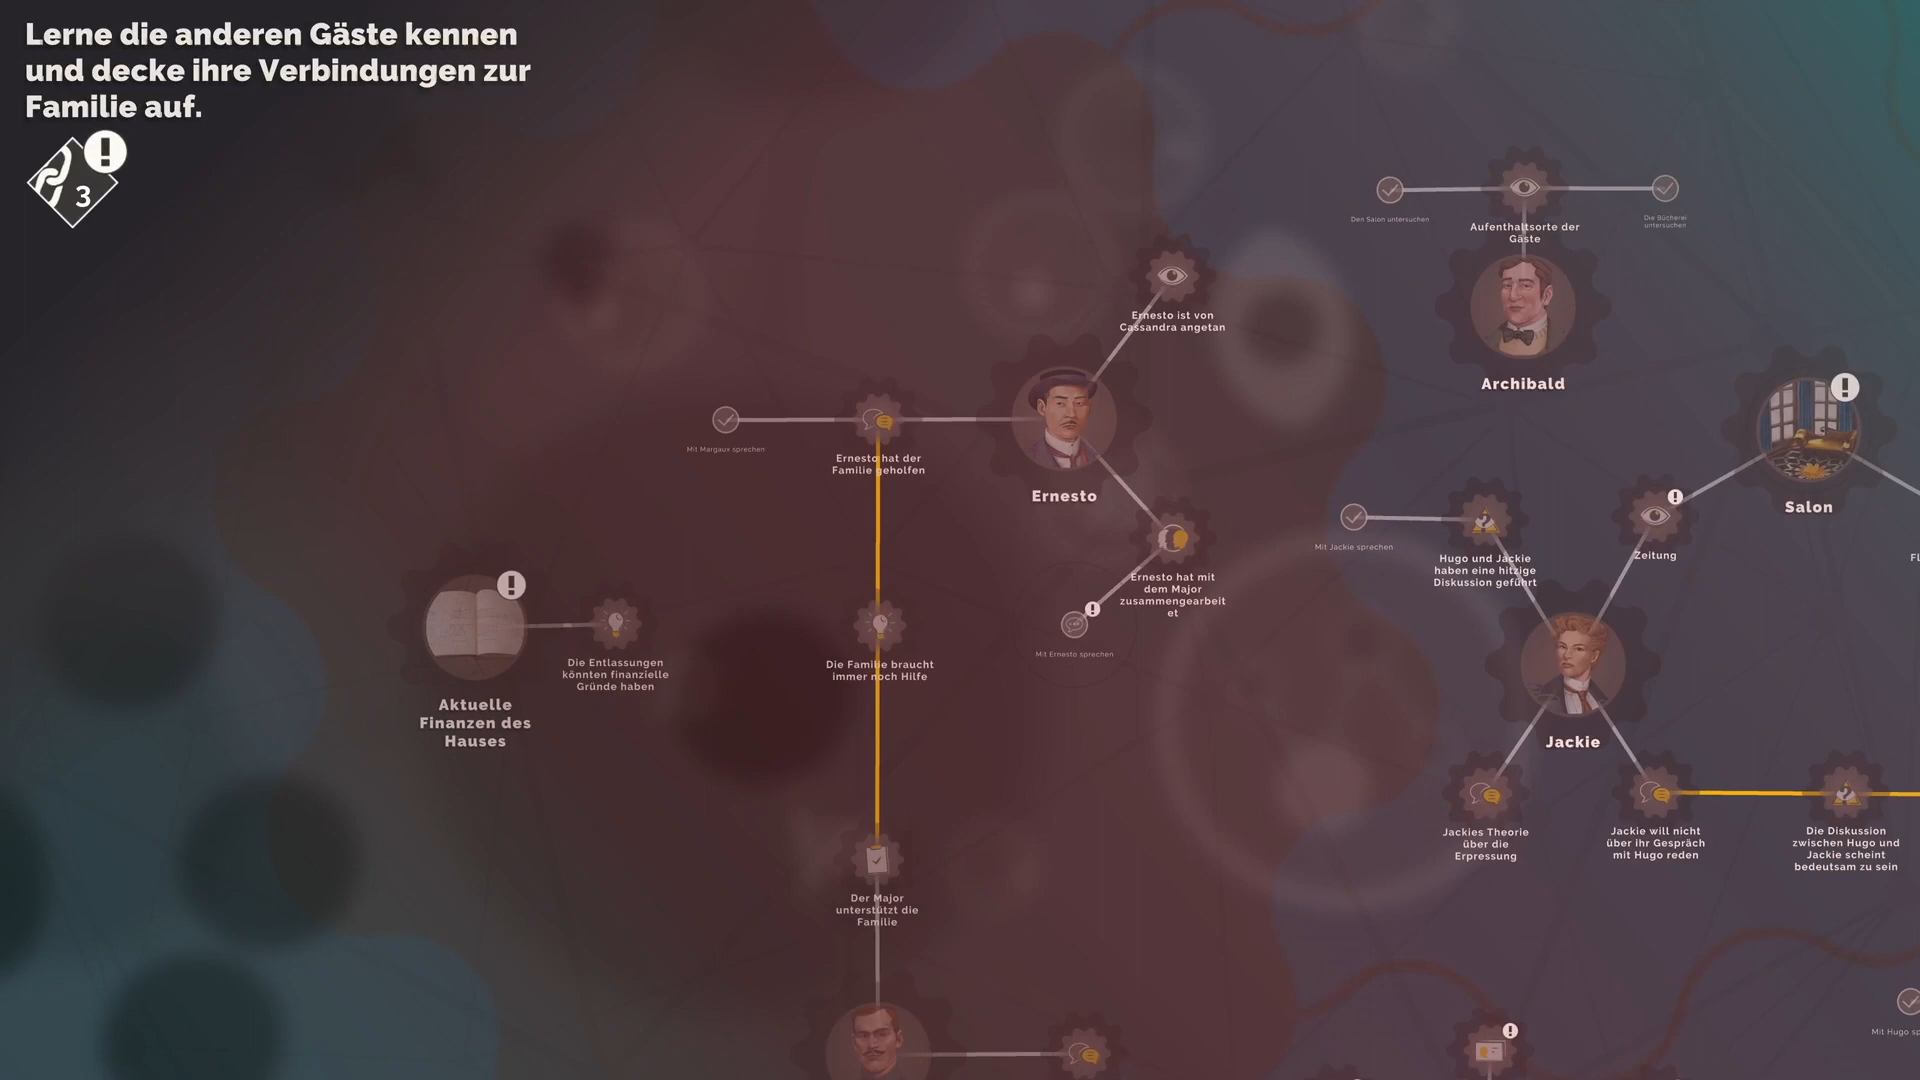 Lerne die anderen Gäste kennen
und decke ihre Verbindungen zur
Familie auf.
3
Den Salon untersuchen
Aufenthaltsorte der
Gäste
Die Bücherei
untersuchen
Archibald
Ernesto ist von
Cassandra angetan
Mit Margaux sprechen
Ernesto hat der
Familie geholfen
Ernesto
Salon
Mit Jackie sprechen
Hugo und Jackie
haben eine hitzige
Diskussion geführt
Zeitung
Ernesto hat mit
dem Major
zusammengearbeit
et
Mit Ernesto sprechen
Aktuelle
Finanzen des
Hauses
Die Entlassungen
könnten finanzielle
Gründe haben
Die Familie braucht
immer noch Hilfe
Jackie
Jackies Theorie
über die
Erpressung
Jackie will nicht
über ihr Gespräch
mit Hugo reden
Die Diskussion
zwischen Hugo und
Jackie scheint
bedeutsam zu sein
Der Major
unterstützt die
Familie
Mit Hugo